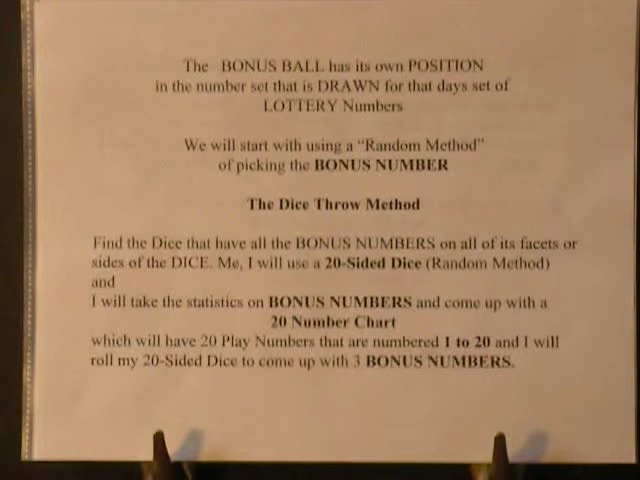 The BONUS BALL has its own POSITION
in the number set that is DRAWN for that days set of
LOTTERY Numbers
We will start with using a "Random Method"
of picking the BONUS NUMBER
The Dice Throw Method
Find the Dice that have all the BONUS NUMBERS on all of its facets or
sides of the DICE. Me, I will use a 20-Sided Dice (Random Method)
and
I will take the statistics on BONUS NUMBERS and come up with a
20 Number Chart
which will have 20 Play Numbers that are numbered 1 to 20 and I will
roll my 20-Sided Dice to come up with 3 BONUS NUMBERS.